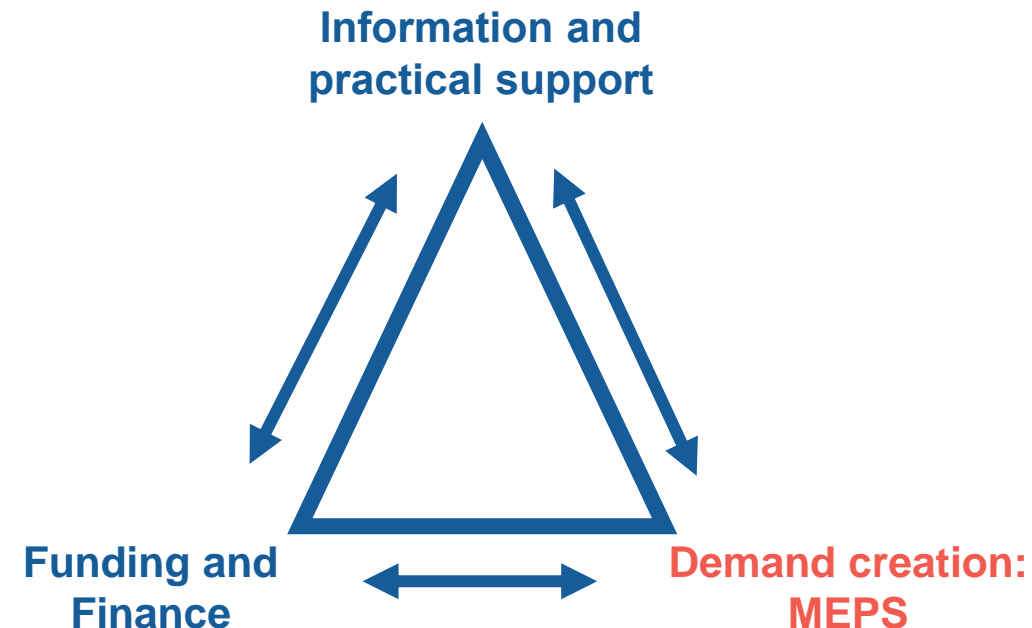 Information and
practical support
Funding and
Finance
Demand creation:
MEPS